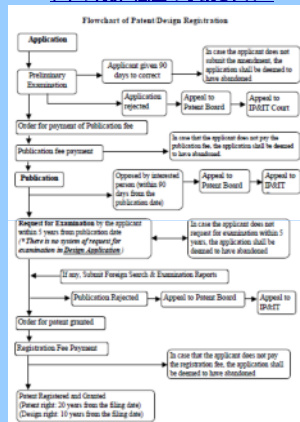 Flowchart of Patent/Design Registration
Application
Preliminary
Examination
Applicant given 90
days to correct
In case the applicant does not
submit the amendment, the
application shall be deemed to
have abandoned
Application
rejected
Appeal to
Patent Board
Appeal to
IP&IT Court
Order for payment of Publication fee
Publication fee payment
In case that the applicant does not pay the
publication fee, the applicant shall be deemed
to have abandoned.
Publication
Opposed by interested
person (within 90
days from the
publication date)
Appeal to
Patent Board
Appeal to
IP&IT
Request for Examination by the applicant
within 5 years from publication date
(*There is no system of request for
examination in Design Application.)
In case the applicant does not
request for examination within 5
years, the application shall be
deemed to have abandoned
If any, Submit Foreign Search & Examination Reports
Publication Rejected
Appeal to Patent Board
Appeal to
IP&IT
Order for patent granted
Registration Fee Payment
In case that the applicant does not pay
the registration fee, the applicant shall
be deemed to have abandoned
Patent Registered and Granted
(Patent right: 20 years from the filing date)
(Design right: 10 years from the filing date)